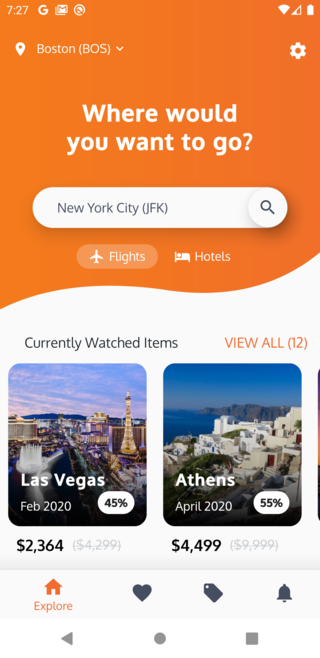 7:27
Boston (BOS)
Where would
you want to go?
New York City (JFK)
Flights
Hotels
Currently Watched Items
VIEW ALL (12)
Las Vegas
Feb 2020
45%
Athens
April 2020
55%
$2,364 ($4,299)
$4,499 ($9,999)
Explore